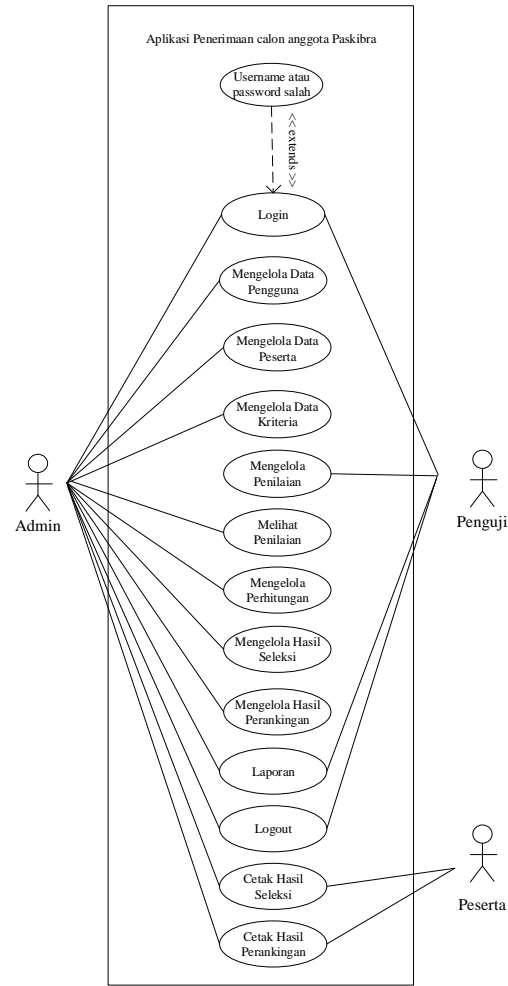 Aplikasi Penerimaan calon anggota Paskibra
Username atau
password salah
<< extends >>
Login
Mengelola Data
Pengguna
Mengelola Data
Peserta
Mengelola Data
Kriteria
Mengelola
Penilaian
Admin
Penguji
Melihat
Penilaian
Mengelola
Perhitungan
Mengelola Hasil
Seleksi
Mengelola Hasil
Perankingan
Laporan
Logout
Cetak Hasil
Seleksi
Peserta
Cetak Hasil
Perankingan